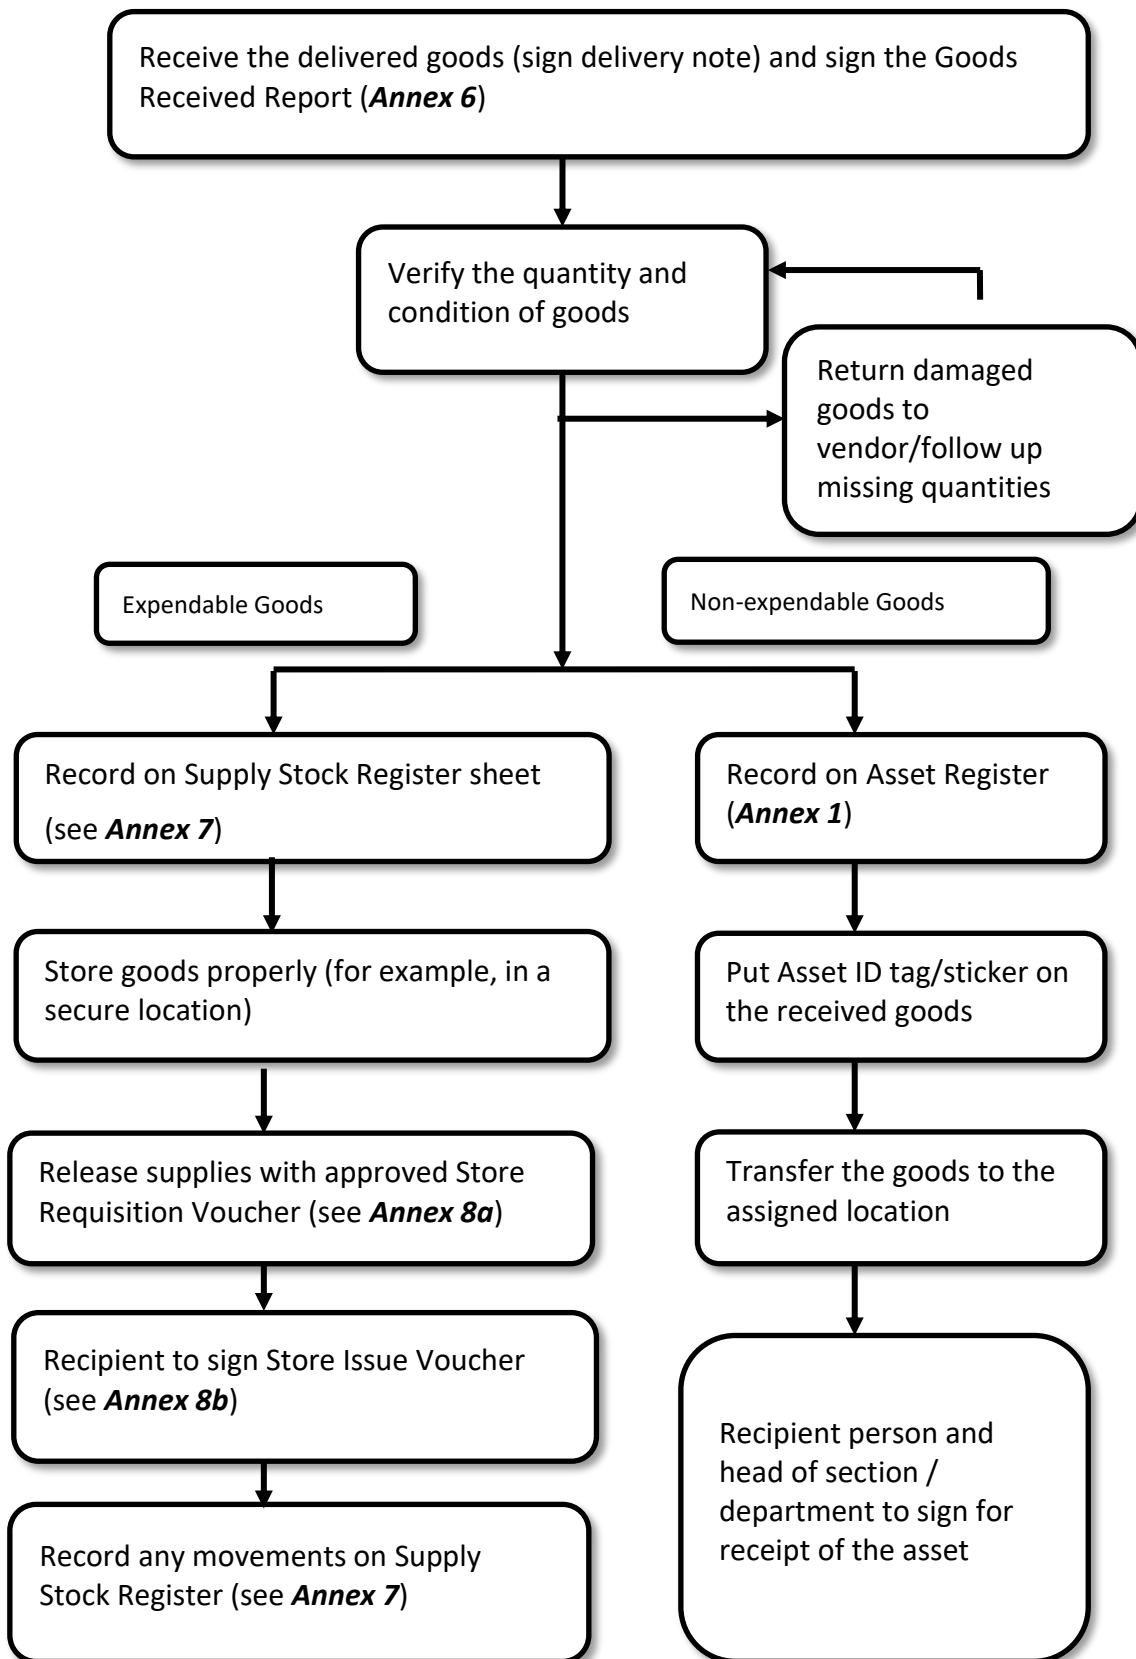 Receive the delivered goods (sign delivery note) and sign the Goods
Received Report (Annex 6)
Verify the quantity and
condition of goods
Return damaged
goods to
vendor/follow up
missing quantities
Expendable Goods
Non-expendable Goods
Record on Supply Stock Register sheet
(see Annex 7)
Record on Asset Register
(Annex 1)
Store goods properly (for example, in a
secure location)
Put Asset ID tag/sticker on
the received goods
Release supplies with approved Store
Requisition Voucher (see Annex 8a)
Transfer the goods to the
assigned location
Recipient to sign Store Issue Voucher
(see Annex 8b)
Recipient person and
head of section /
department to sign for
receipt of the asset
Record any movements on Supply
Stock Register (see Annex 7)